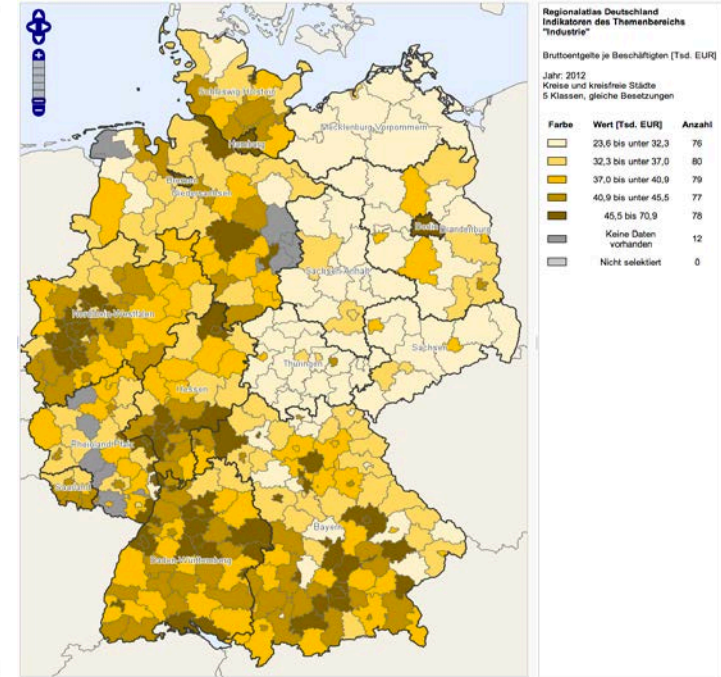 Regionalatlas Deutschland
Indikatoren des Themenbereichs
"Industrie"
Bruttoentgelte je Beschäftigten [Tsd. EUR]
Jahr: 2012
Kreise und kreisfreie Städte
5 Klassen, gleiche Besetzungen
Farbe Wert [Tsd. EUR] Anzahl
23,6 bis unter 32,3 76
32,3 bis unter 37,0 80
37,0 bis unter 40,9 79
40,9 bis unter 45,5 77
45,5 bis 70,9 78
Keine Daten
vorhanden 12
Nicht selektiert 0
Schleswig-Holstein
Mecklenburg-Vorpommern
Hamburg
Bremen
Niedersachsen
Berlin
Brandenburg
Sachsen-Anhalt
Nordrhein-Westfalen
Sachsen
Thüringen
Hessen
Rheinland-Pfalz
Saarland
Bayern
Baden-Württemberg